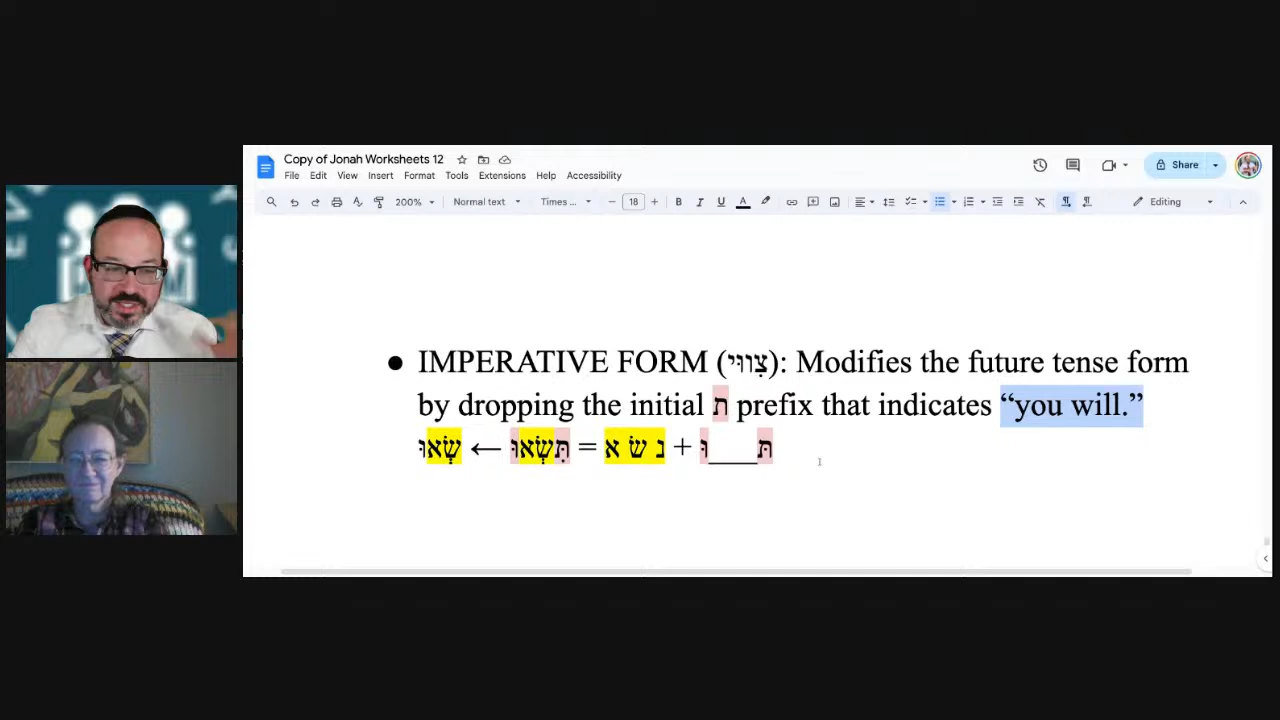 Copy of Jonah Worksheets 12
File Edit View Insert Format Tools Extensions Help Accessibility
Share
200% Normal text Times ... 18 B I U A Editing
● IMPERATIVE FORM (צִוּוּי): Modifies the future tense form
by dropping the initial ת prefix that indicates “you will.”
תּ____וּ + נ שׂ א = תִּשְׂאוּ ← שְׂאוּ